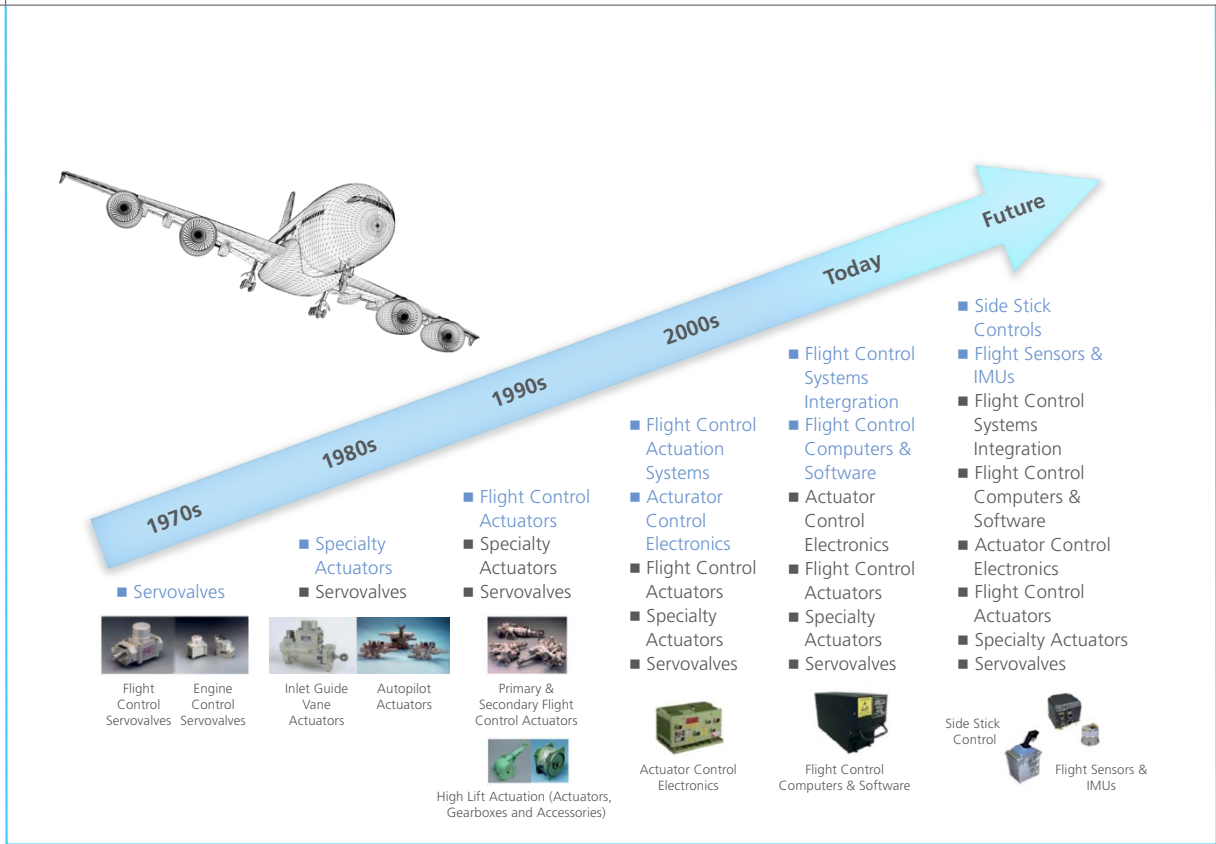 Future
Today
2000s
1990s
1980s
1970s
■ Servovalves
Flight
Control
Servovalves
Engine
Control
Servovalves
■ Specialty
Actuators
■ Servovalves
Inlet Guide
Vane
Actuators
Autopilot
Actuators
■ Flight Control
Actuators
■ Specialty
Actuators
■ Servovalves
Primary &
Secondary Flight
Control Actuators
High Lift Actuation (Actuators,
Gearboxes and Accessories)
■ Flight Control
Actuation
Systems
■ Acturator
Control
Electronics
■ Flight Control
Actuators
■ Specialty
Actuators
■ Servovalves
Actuator Control
Electronics
■ Flight Control
Systems
Intergration
■ Flight Control
Computers &
Software
■ Actuator
Control
Electronics
■ Flight Control
Actuators
■ Specialty
Actuators
■ Servovalves
Flight Control
Computers & Software
■ Side Stick
Controls
■ Flight Sensors &
IMUs
■ Flight Control
Systems
Integration
■ Flight Control
Computers &
Software
■ Actuator Control
Electronics
■ Flight Control
Actuators
■ Specialty Actuators
■ Servovalves
Side Stick
Control
Flight Sensors &
IMUs